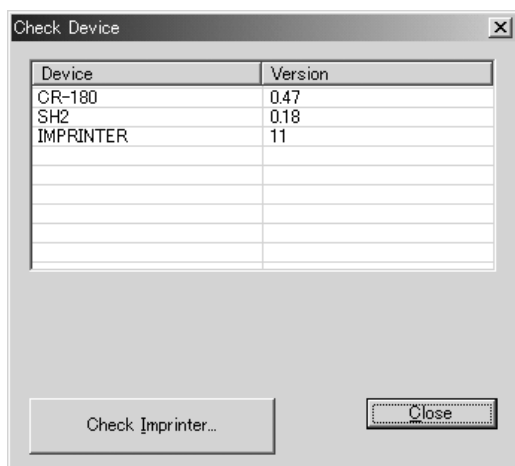 Check Device
Device Version
CR-180 0.47
SH2 0.18
IMPRINTER 11
Check Imprinter... Close